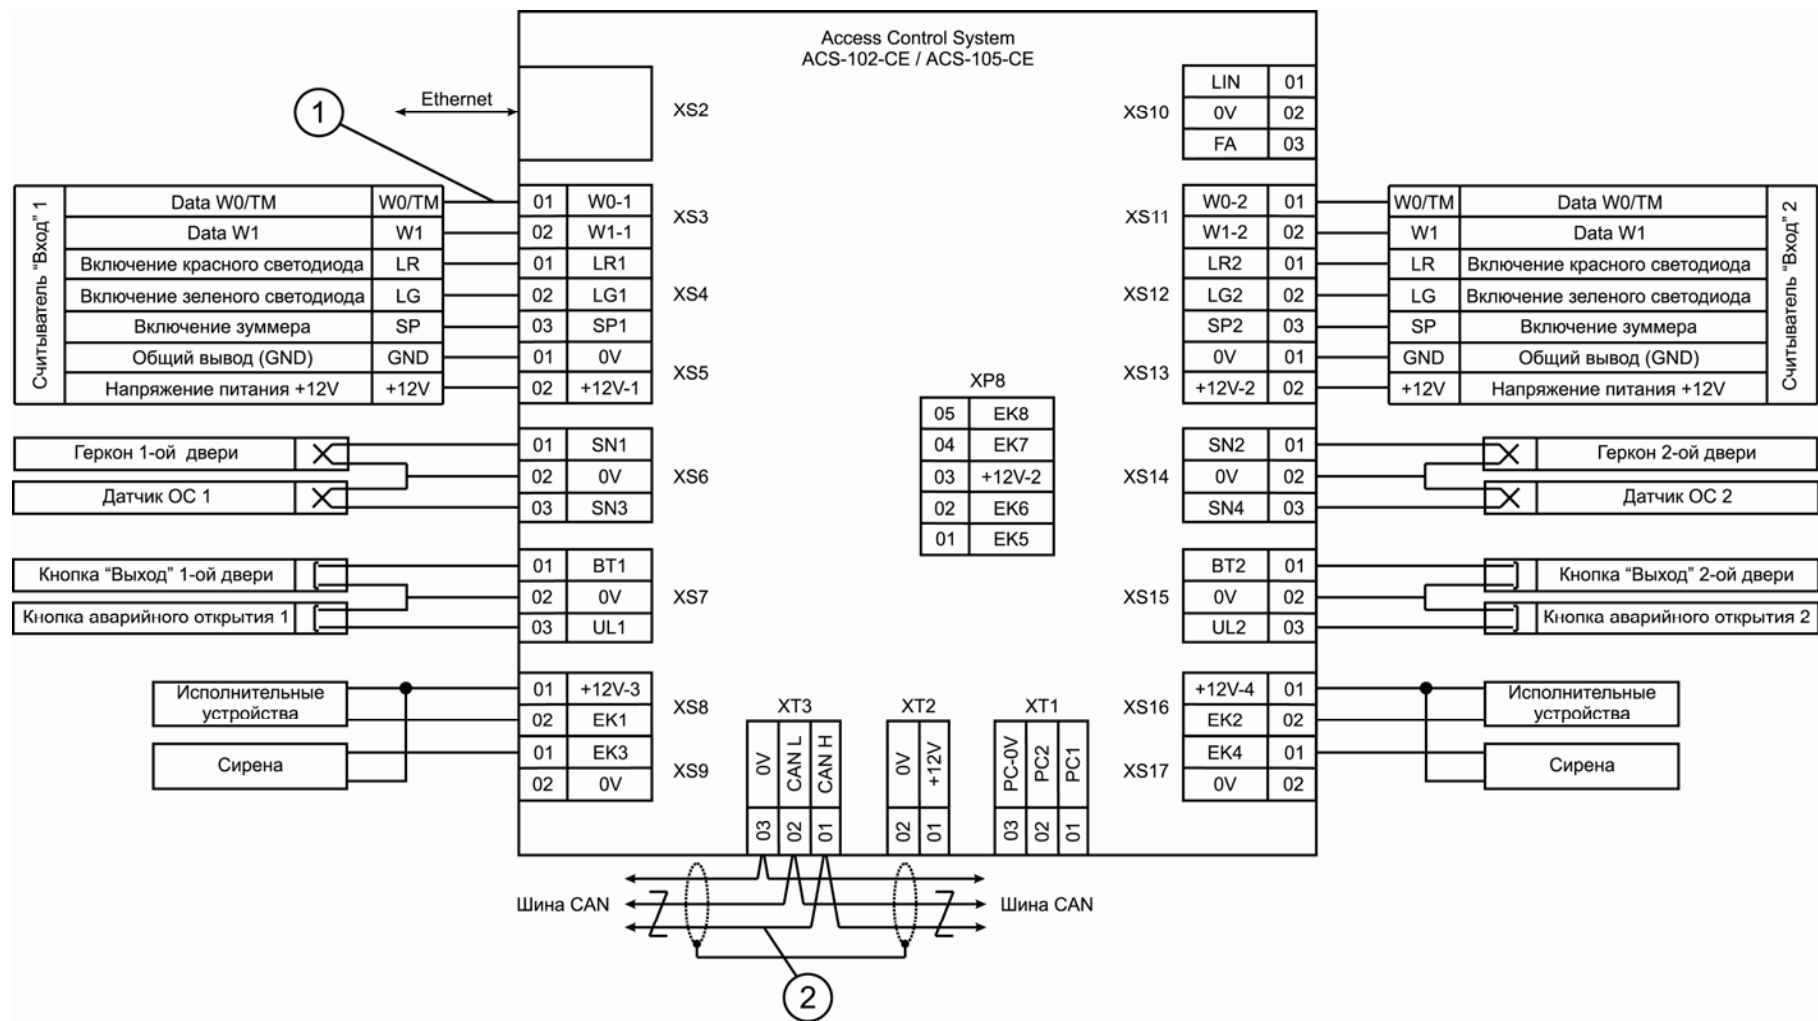 Access Control System
ACS-102-CE / ACS-105-CE
Ethernet
XS2
1
Считыватель “Вход” 1
Data W0/TM W0/TM 01 W0-1
Data W1 W1 02 W1-1
XS3
Включение красного светодиода LR 01 LR1
Включение зеленого светодиода LG 02 LG1
XS4
Включение зуммера SP 03 SP1
Общий вывод (GND) GND 01 0V
XS5
Напряжение питания +12V +12V 02 +12V-1
Геркон 1-ой двери 01 SN1
02 0V
XS6
Датчик ОС 1 03 SN3
Кнопка “Выход” 1-ой двери 01 BT1
02 0V
XS7
Кнопка аварийного открытия 1 03 UL1
Исполнительные
устройства
01 +12V-3
02 EK1
XS8
Сирена 01 EK3
02 0V
XS9
XP8
05 EK8
04 EK7
03 +12V-2
02 EK6
01 EK5
XS10
LIN 01
0V 02
FA 03
W0-2 01 W0/TM Data W0/TM
XS11
W1-2 02 W1 Data W1
LR2 01 LR Включение красного светодиода
XS12
LG2 02 LG Включение зеленого светодиода
SP2 03 SP Включение зуммера
0V 01 GND Общий вывод (GND)
XS13
+12V-2 02 +12V Напряжение питания +12V
Считыватель “Вход” 2
SN2 01 Геркон 2-ой двери
XS14
0V 02
SN4 03 Датчик ОС 2
BT2 01 Кнопка “Выход” 2-ой двери
XS15
0V 02
UL2 03 Кнопка аварийного открытия 2
XS16
+12V-4 01
EK2 02
Исполнительные
устройства
XS17
EK4 01 Сирена
0V 02
XT3
0V CAN L CAN H
03 02 01
XT2
0V +12V
02 01
XT1
PC-0V PC2 PC1
03 02 01
Шина CAN
Шина CAN
2